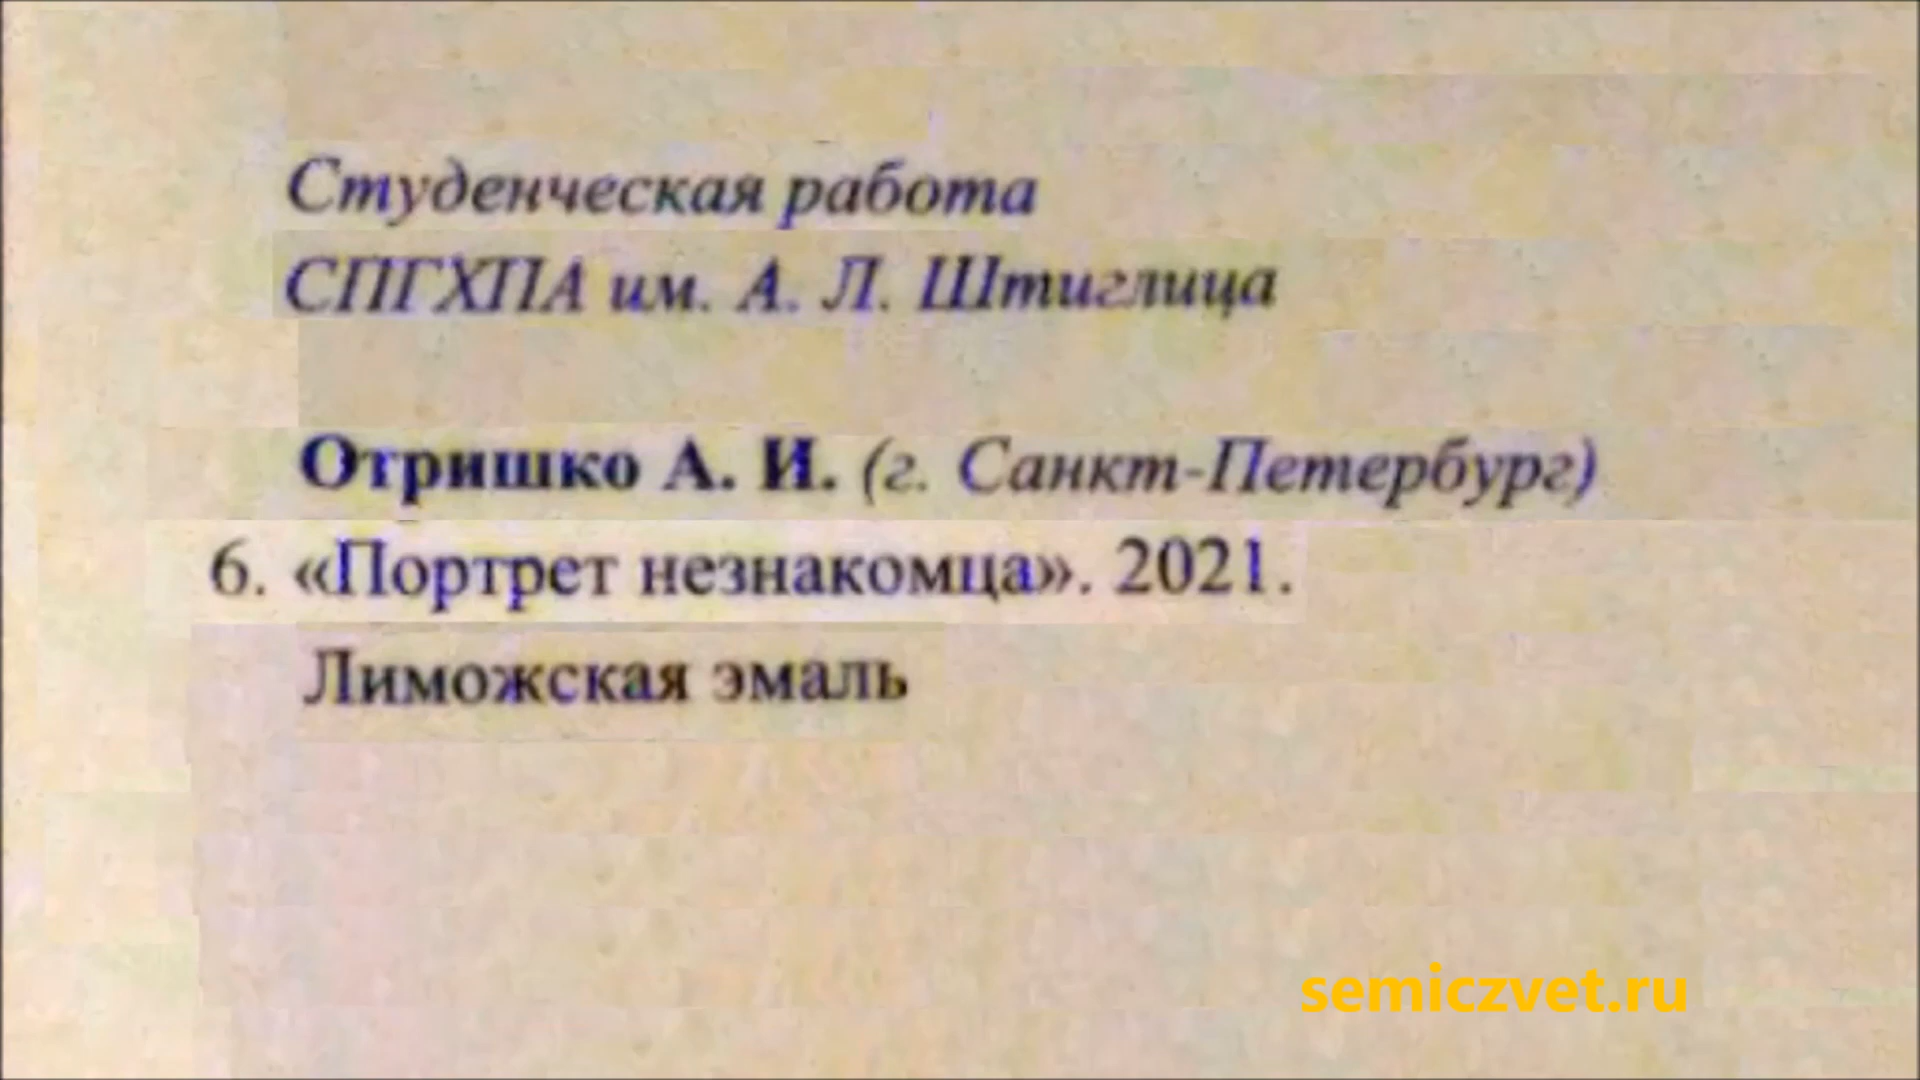 Студенческая работа
СПГХПА им. А. Л. Штиглица
Отришко А. И. (г. Санкт-Петербург)
6. «Портрет незнакомца». 2021.
Лиможская эмаль
semiczvet.ru